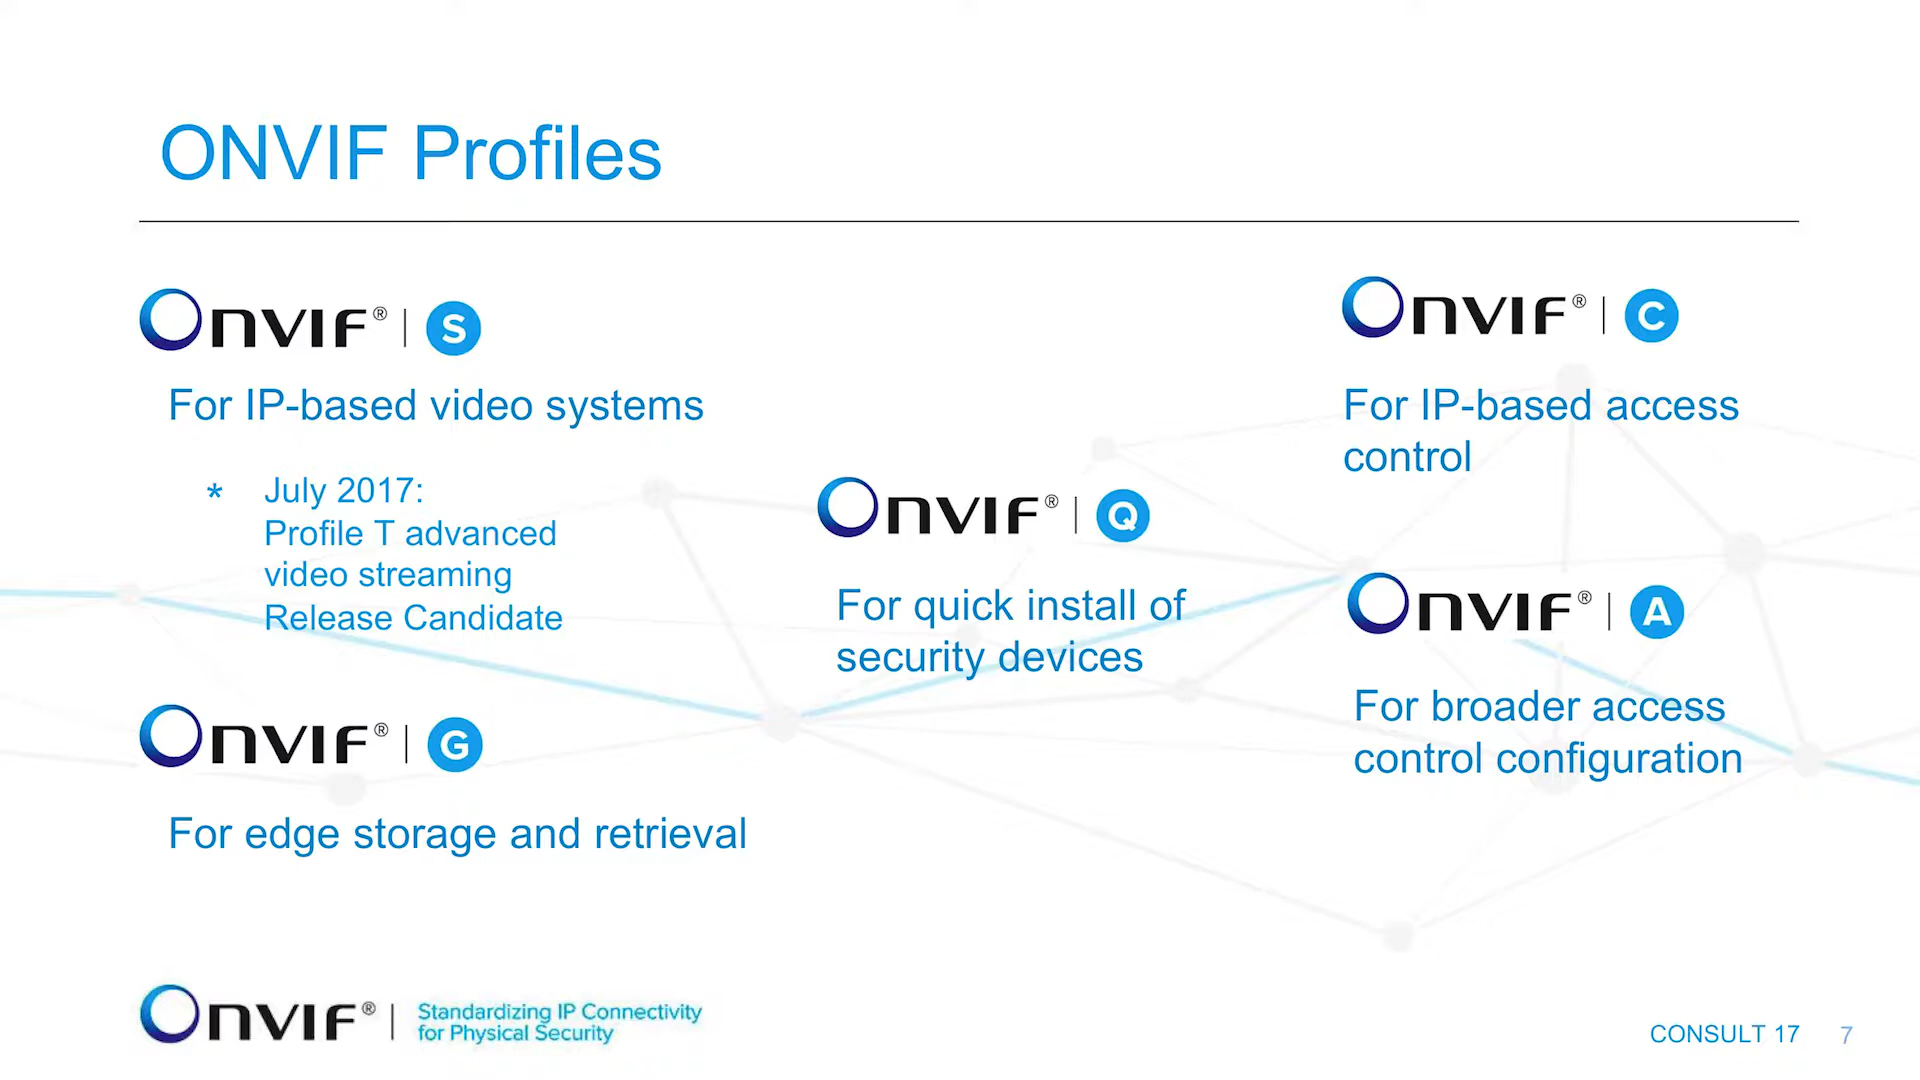 ONVIF Profiles
ONVIF® | S
For IP-based video systems
* July 2017:
Profile T advanced
video streaming
Release Candidate
ONVIF® | G
For edge storage and retrieval
ONVIF® | Q
For quick install of
security devices
ONVIF® | C
For IP-based access
control
ONVIF® | A
For broader access
control configuration
ONVIF® | Standardizing IP Connectivity
for Physical Security
CONSULT 17 7